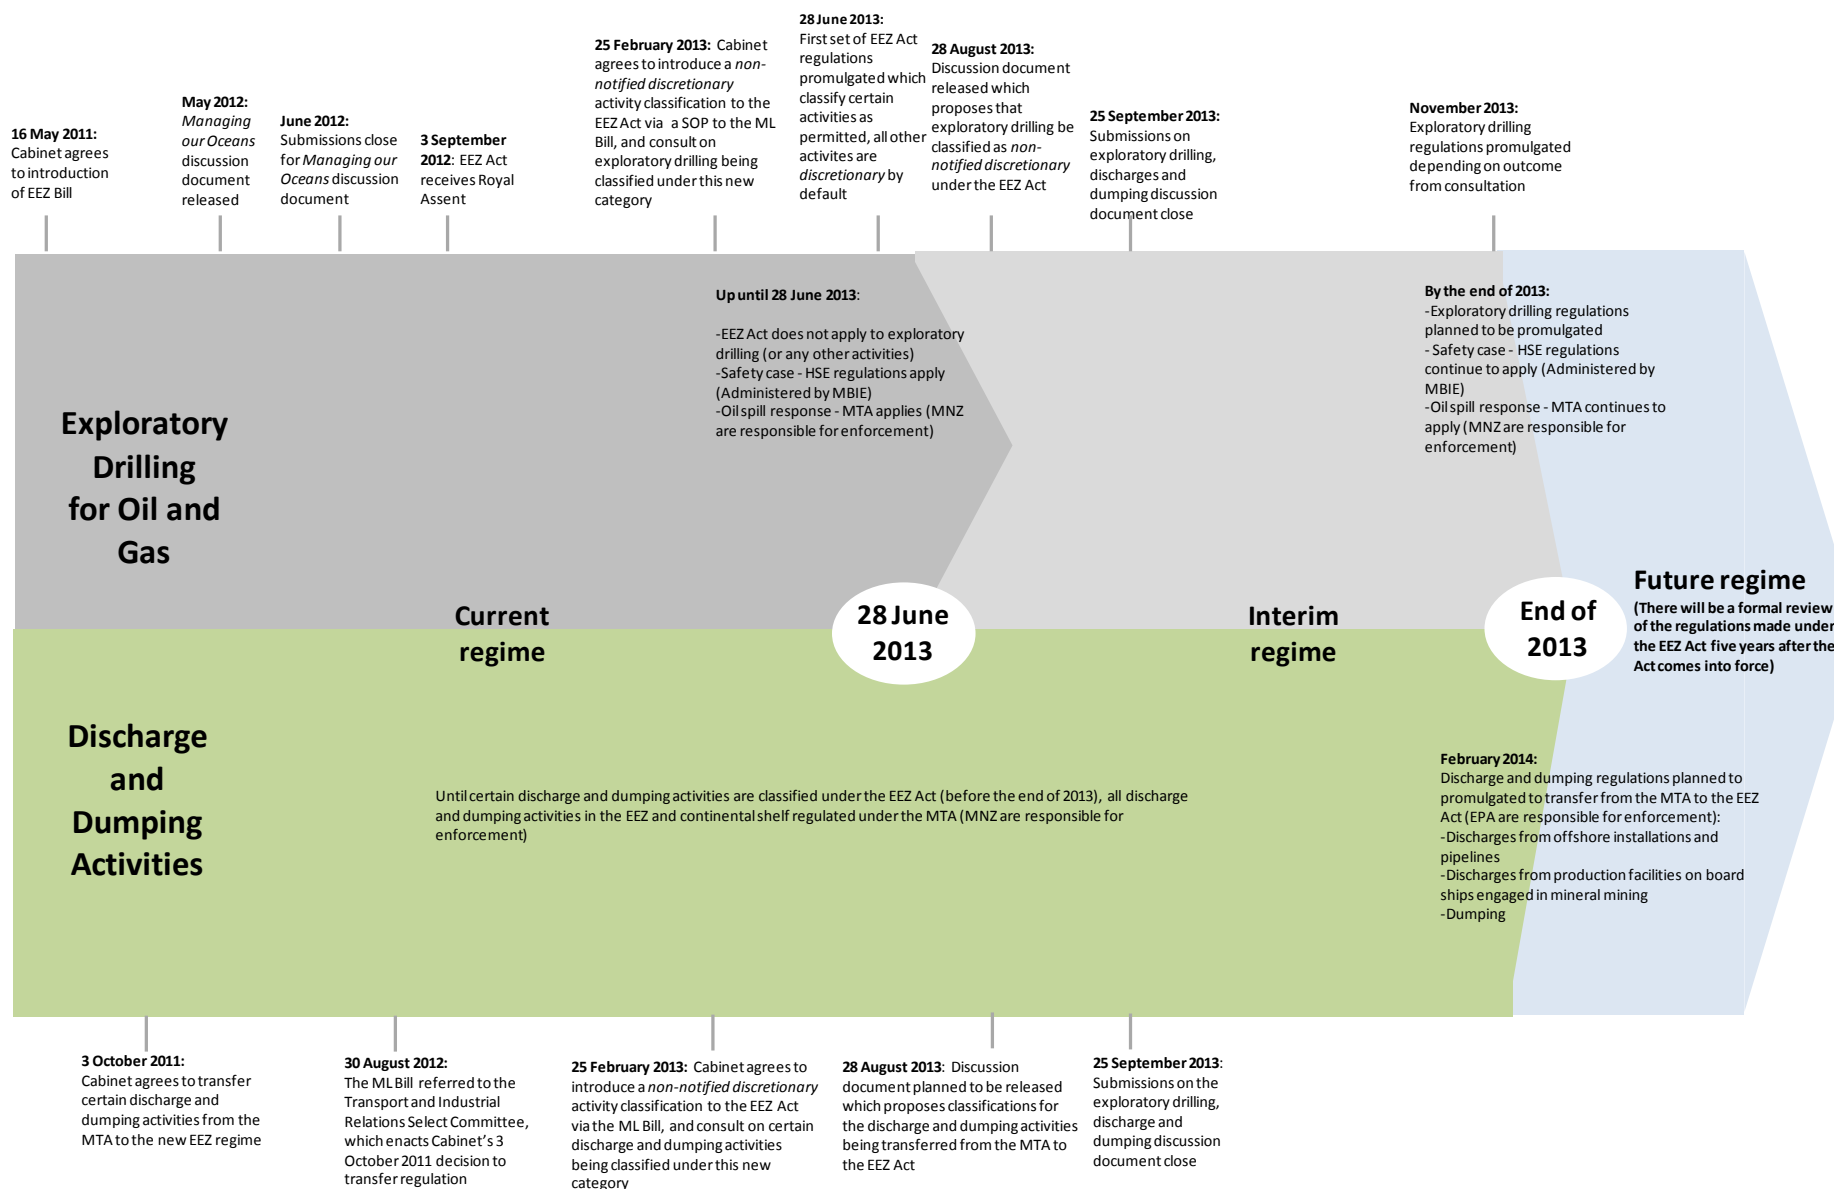 16 May 2011:
Cabinet agrees
to introduction
of EEZ Bill
May 2012:
Managing
our Oceans
discussion
document
released
June 2012:
Submissions close
for Managing our
Oceans discussion
document
3 September
2012: EEZ Act
receives Royal
Assent
25 February 2013: Cabinet
agrees to introduce a non-
notified discretionary
activity classification to the
EEZ Act via a SOP to the ML
Bill, and consult on
exploratory drilling being
classified under this new
category
28 June 2013:
First set of EEZ Act
regulations
promulgated which
classify certain
activities as
permitted, all other
activites are
discretionary by
default
28 August 2013:
Discussion document
released which
proposes that
exploratory drilling be
classified as non-
notified discretionary
under the EEZ Act
25 September 2013:
Submissions on
exploratory drilling,
discharges and
dumping discussion
document close
November 2013:
Exploratory drilling
regulations promulgated
depending on outcome
from consultation
Exploratory
Drilling
for Oil and
Gas
Up until 28 June 2013:
-EEZ Act does not apply to exploratory
drilling (or any other activities)
-Safety case - HSE regulations apply
(Administered by MBIE)
-Oil spill response - MTA applies (MNZ
are responsible for enforcement)
By the end of 2013:
-Exploratory drilling regulations
planned to be promulgated
- Safety case - HSE regulations
continue to apply (Administered by
MBIE)
-Oil spill response - MTA continues to
apply (MNZ are responsible for
enforcement)
Current
regime
28 June
2013
Interim
regime
End of
2013
Future regime
(There will be a formal review
of the regulations made under
the EEZ Act five years after the
Act comes into force)
Discharge
and
Dumping
Activities
Until certain discharge and dumping activities are classified under the EEZ Act (before the end of 2013), all discharge
and dumping activities in the EEZ and continental shelf regulated under the MTA (MNZ are responsible for
enforcement)
February 2014:
Discharge and dumping regulations planned to
promulgated to transfer from the MTA to the EEZ
Act (EPA are responsible for enforcement):
-Discharges from offshore installations and
pipelines
-Discharges from production facilities on board
ships engaged in mineral mining
-Dumping
3 October 2011:
Cabinet agrees to transfer
certain discharge and
dumping activities from the
MTA to the new EEZ regime
30 August 2012:
The ML Bill referred to the
Transport and Industrial
Relations Select Committee,
which enacts Cabinet's 3
October 2011 decision to
transfer regulation
25 February 2013: Cabinet agrees to
introduce a non-notified discretionary
activity classification to the EEZ Act
via the ML Bill, and consult on certain
discharge and dumping activities
being classified under this new
category
28 August 2013: Discussion
document planned to be released
which proposes classifications for
the discharge and dumping activities
being transferred from the MTA to
the EEZ Act
25 September 2013:
Submissions on the
exploratory drilling,
discharge and
dumping discussion
document close